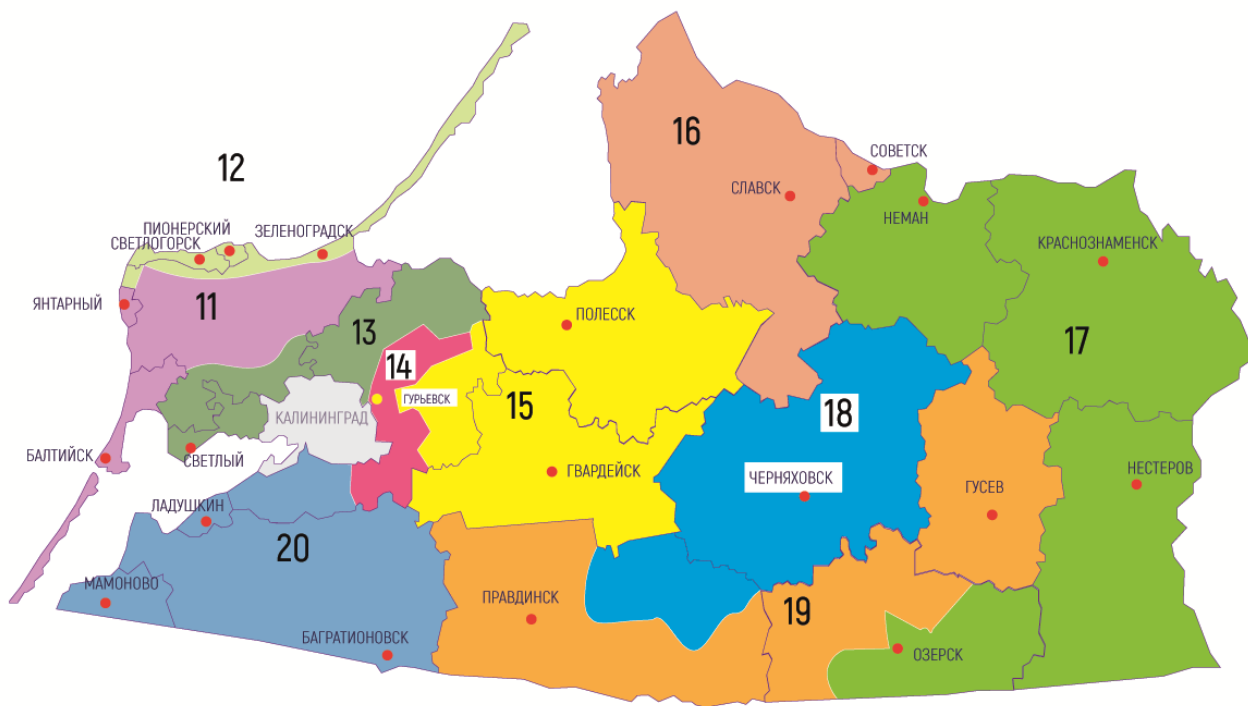 16
СОВЕТСК
12
СЛАВСК
НЕМАН
ПИОНЕРСКИЙ
СВЕТЛОГОРСК
ЗЕЛЕНОГРАДСК
КРАСНОЗНАМЕНСК
ЯНТАРНЫЙ
11
13
ПОЛЕССК
17
14
ГУРЬЕВСК
15
18
КАЛИНИНГРАД
БАЛТИЙСК
СВЕТЛЫЙ
ГВАРДЕЙСК
ЧЕРНЯХОВСК
ГУСЕВ
НЕСТЕРОВ
ЛАДУШКИН
20
МАМОНОВО
ПРАВДИНСК
19
БАГРАТИОНОВСК
ОЗЕРСК